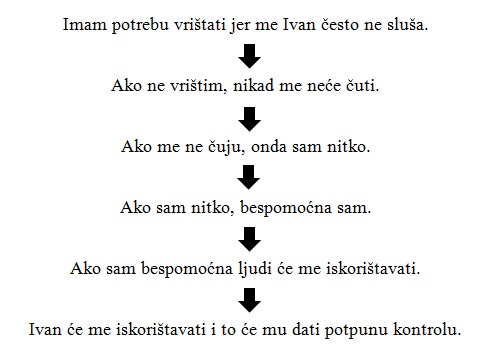 Imam potrebu vrištati jer me Ivan često ne sluša.
Ako ne vrištim, nikad me neće čuti.
Ako me ne čuju, onda sam nitko.
Ako sam nitko, bespomoćna sam.
Ako sam bespomoćna ljudi će me iskorištavati.
Ivan će me iskorištavati i to će mu dati potpunu kontrolu.